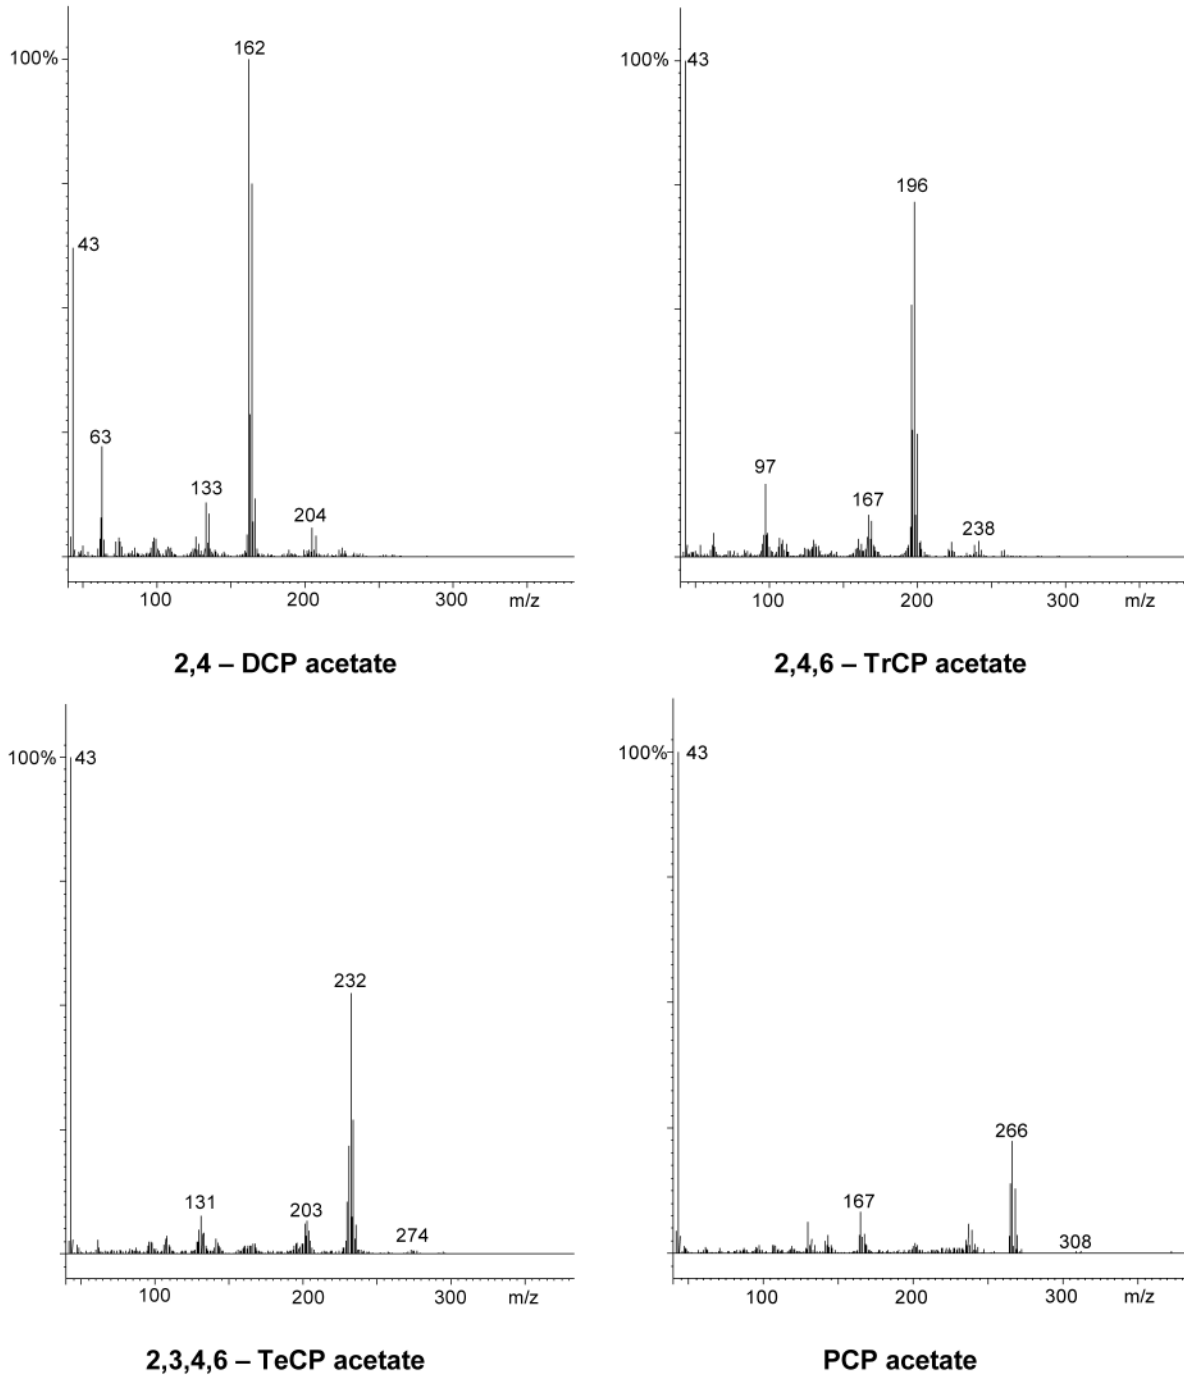 162
100%
43
63
133
204
100 200 300 m/z
2,4 – DCP acetate
100% 43
196
97
167
238
100 200 300 m/z
2,4,6 – TrCP acetate
100% 43
232
131
203
274
100 200 300 m/z
2,3,4,6 – TeCP acetate
100% 43
266
167
308
100 200 300 m/z
PCP acetate